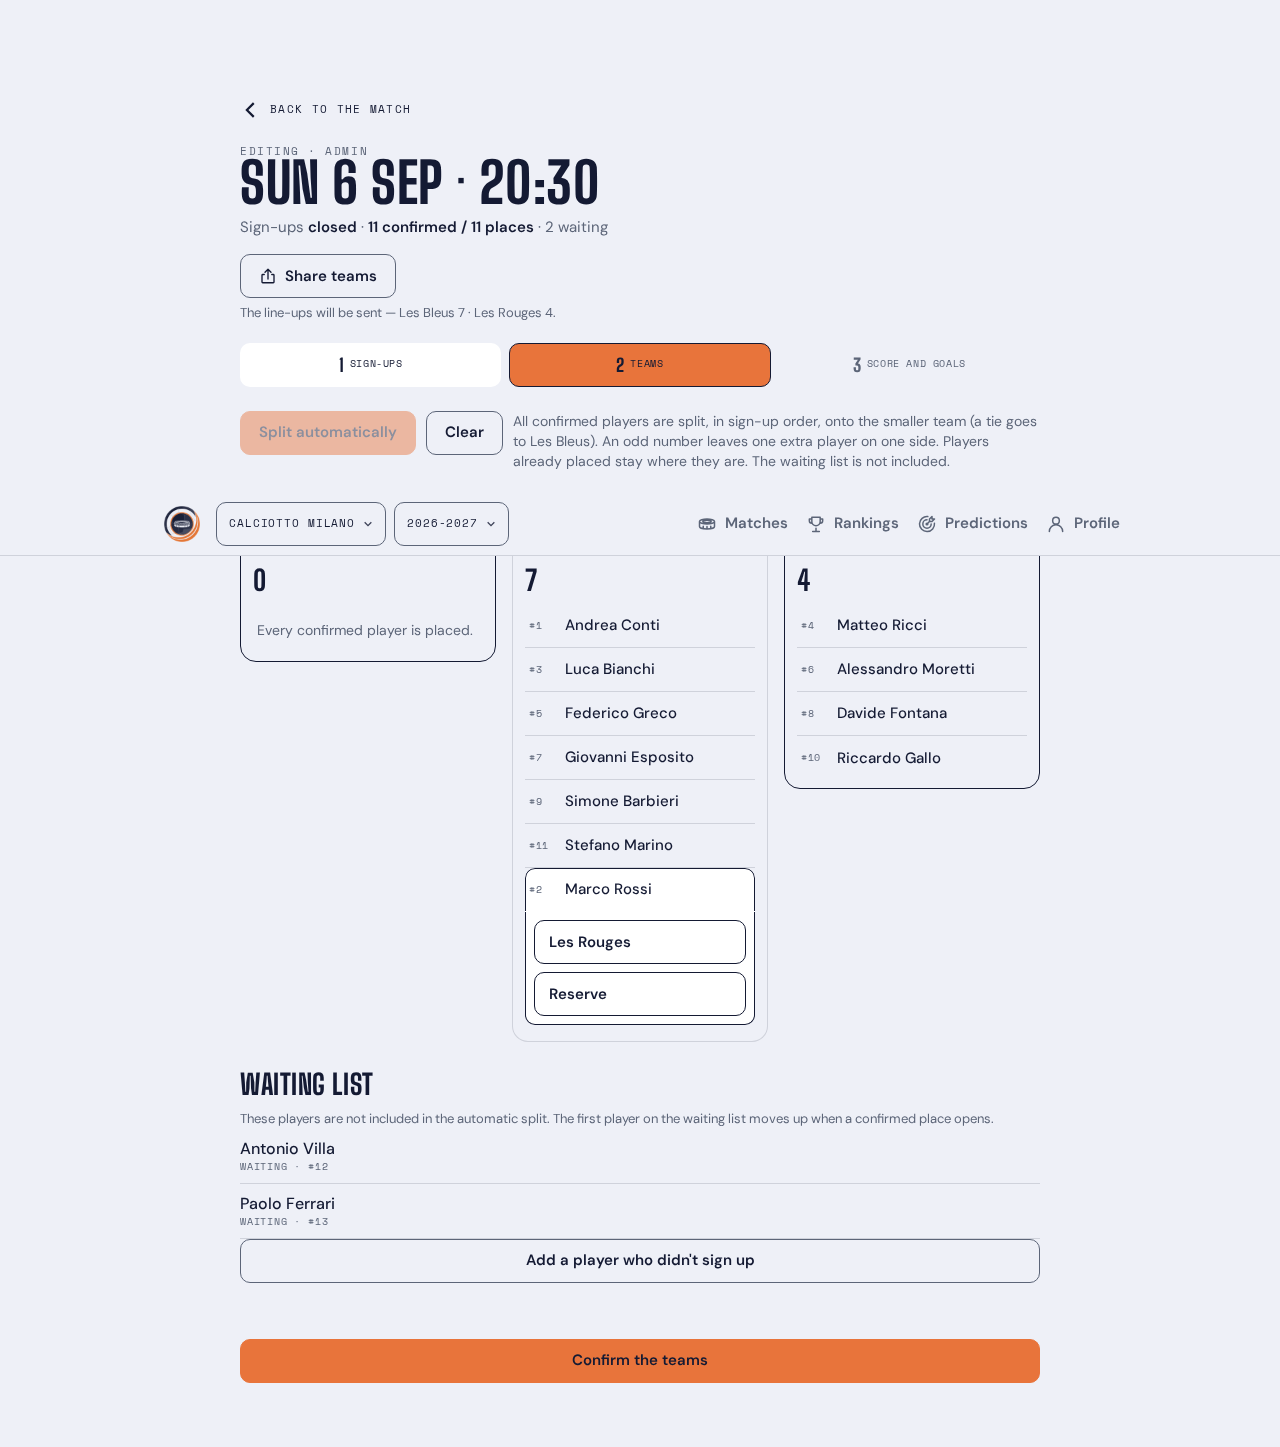 BACK TO THE MATCH
EDITING · ADMIN
SUN 6 SEP · 20:30
Sign-ups closed · 11 confirmed / 11 places · 2 waiting
Share teams
The line-ups will be sent — Les Bleus 7 · Les Rouges 4.
1 SIGN-UPS
2 TEAMS
3 SCORE AND GOALS
Split automatically
Clear
All confirmed players are split, in sign-up order, onto the smaller team (a tie goes
to Les Bleus). An odd number leaves one extra player on one side. Players
already placed stay where they are. The waiting list is not included.
CALCIOTTO MILANO
2026-2027
Matches
Rankings
Predictions
Profile
0
Every confirmed player is placed.
7
#1 Andrea Conti
#3 Luca Bianchi
#5 Federico Greco
#7 Giovanni Esposito
#9 Simone Barbieri
#11 Stefano Marino
#2 Marco Rossi
Les Rouges
Reserve
4
#4 Matteo Ricci
#6 Alessandro Moretti
#8 Davide Fontana
#10 Riccardo Gallo
WAITING LIST
These players are not included in the automatic split. The first player on the waiting list moves up when a confirmed place opens.
Antonio Villa
WAITING · #12
Paolo Ferrari
WAITING · #13
Add a player who didn't sign up
Confirm the teams